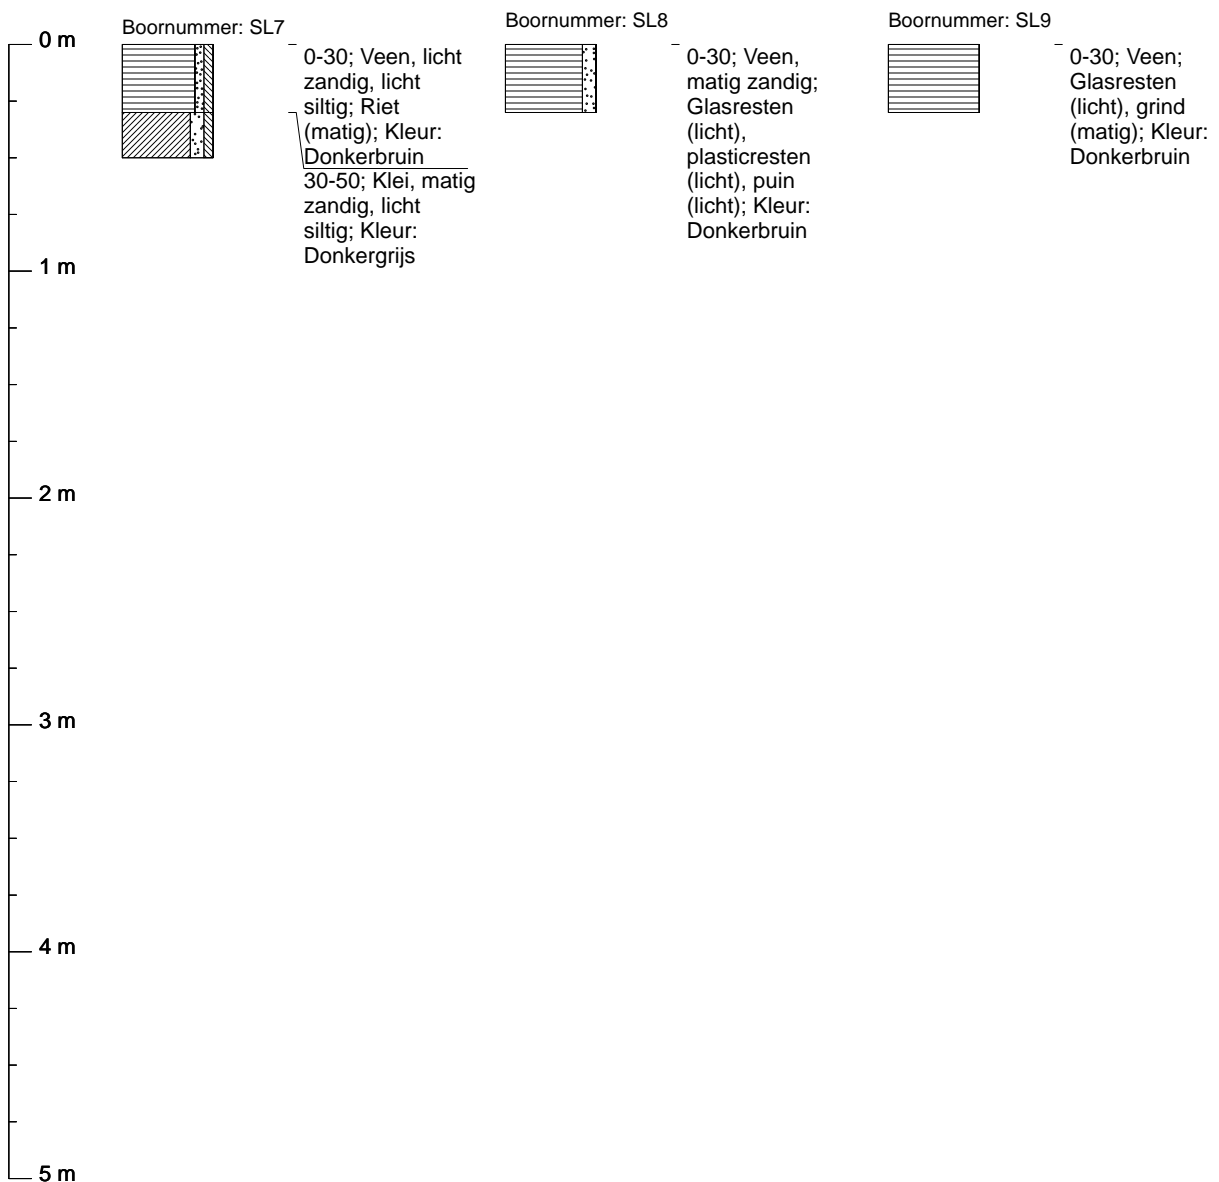 Boornummer: SL7
Boornummer: SL8
Boornummer: SL9
0 m
1 m
2 m
3 m
4 m
5 m
0-30; Veen, licht
zandig, licht
siltig; Riet
(matig); Kleur:
Donkerbruin
30-50; Klei, matig
zandig, licht
siltig; Kleur:
Donkergrijs
0-30; Veen,
matig zandig;
Glasresten
(licht),
plasticresten
(licht), puin
(licht); Kleur:
Donkerbruin
0-30; Veen;
Glasresten
(licht), grind
(matig); Kleur:
Donkerbruin